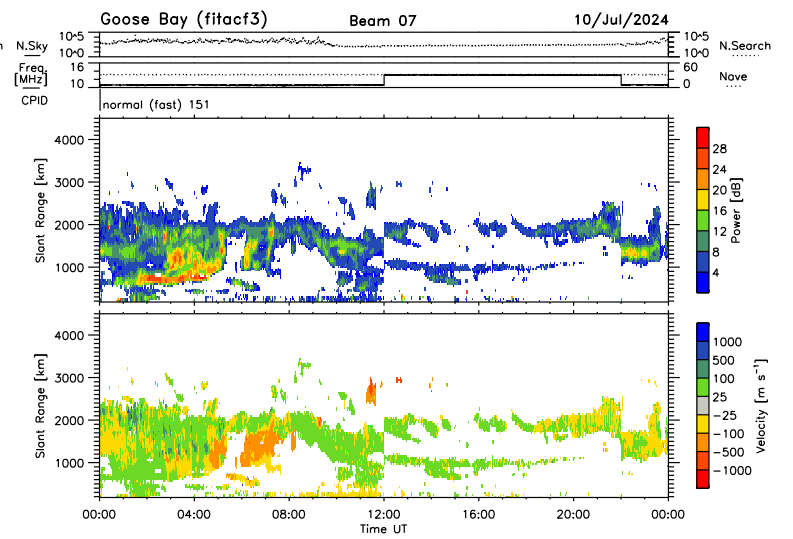 Goose Bay (fitacf3) Beam 07 10/Jul/2024
n N.Sky 10^5 10^0 10^5 10^0 N.Search
Freq. [MHz] 16 10 60 0 Nave
CPID normal (fast) 151
4000
3000
2000
1000
Slant Range [km]
28
24
20
16
12
8
4
Power [dB]
4000
3000
2000
1000
Slant Range [km]
1000
500
100
25
-25
-100
-500
-1000
Velocity [m s⁻¹]
00:00 04:00 08:00 12:00 16:00 20:00 00:00
Time UT